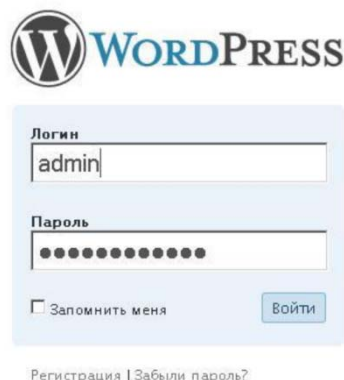 WORDPRESS
Логин
admin
Пароль
Запомнить меня
Войти
Регистрация | Забыли пароль?